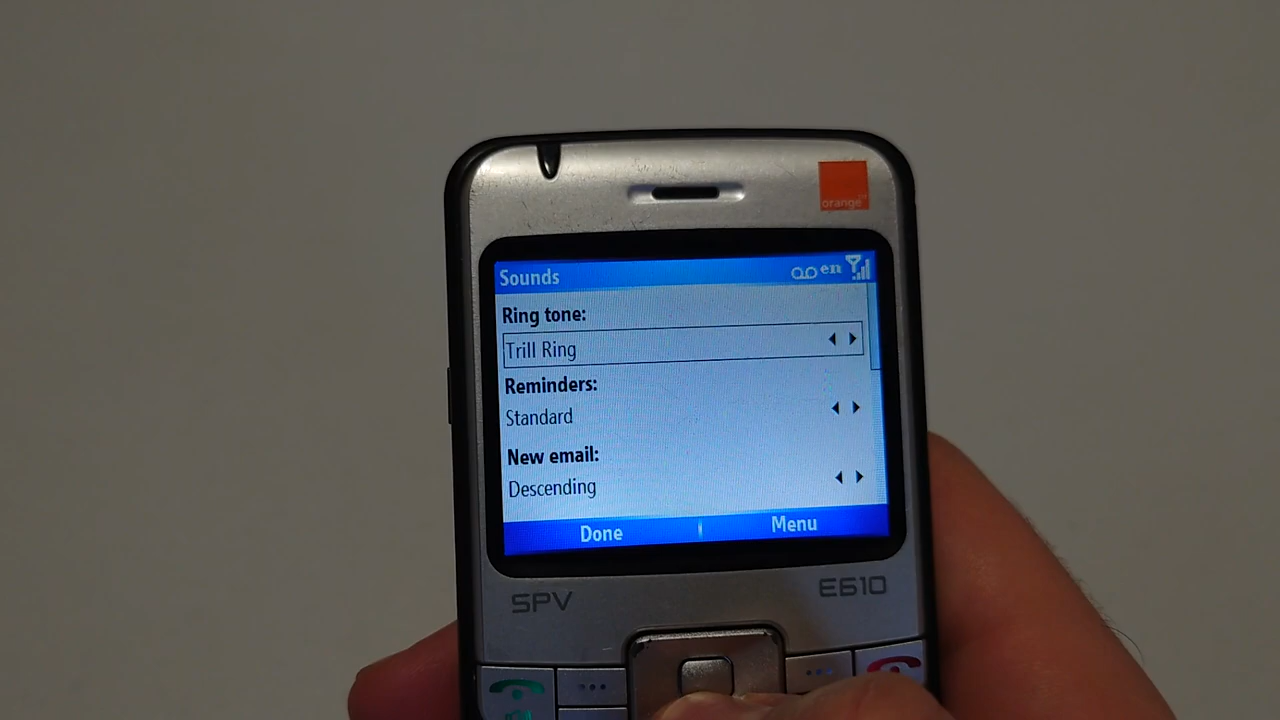 orange
Sounds
en
Ring tone:
Trill Ring
Reminders:
Standard
New email:
Descending
Done
Menu
SPV
E610